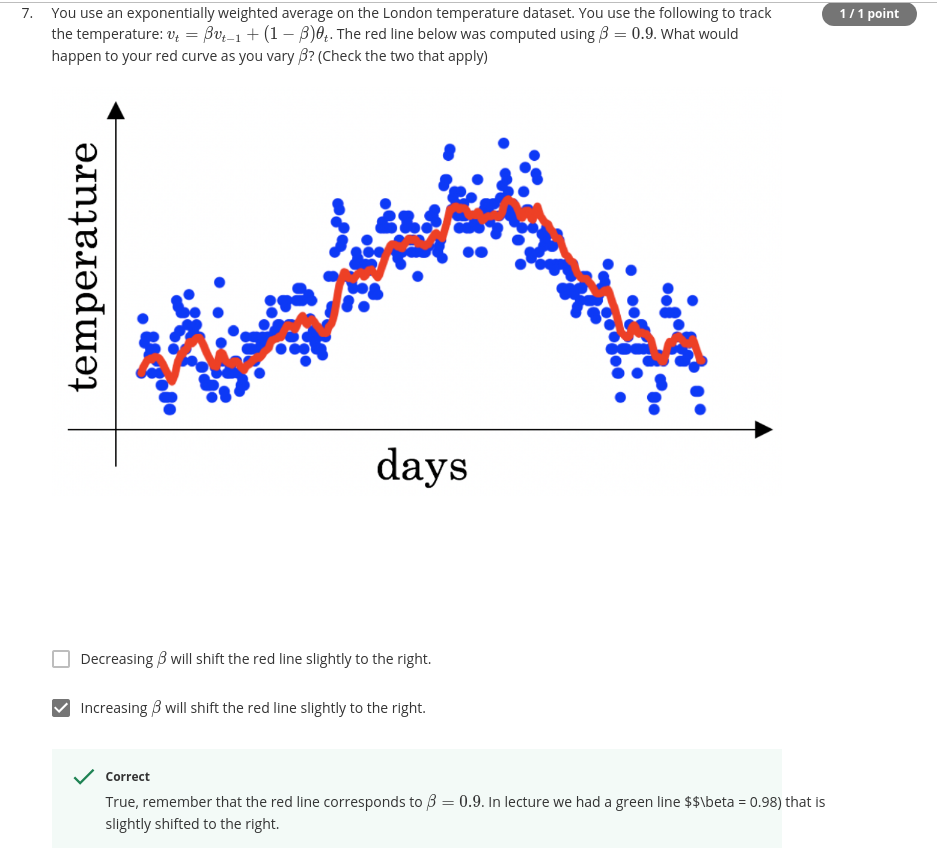 7. You use an exponentially weighted average on the London temperature dataset. You use the following to track
1 / 1 point
the temperature: v_t = βv_{t−1} + (1 − β)θ_t. The red line below was computed using β = 0.9. What would
happen to your red curve as you vary β? (Check the two that apply)
temperature
days
Decreasing β will shift the red line slightly to the right.
Increasing β will shift the red line slightly to the right.
Correct
True, remember that the red line corresponds to β = 0.9. In lecture we had a green line $$\beta = 0.98) that is
slightly shifted to the right.